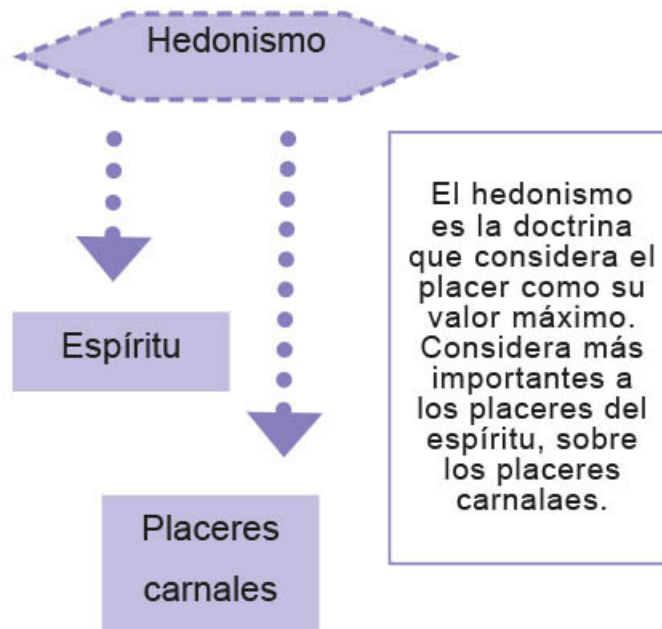 Hedonismo
Espíritu
Placeres
carnales
El hedonismo
es la doctrina
que considera el
placer como su
valor máximo.
Considera más
importantes a
los placeres del
espíritu, sobre
los placeres
carnalaes.